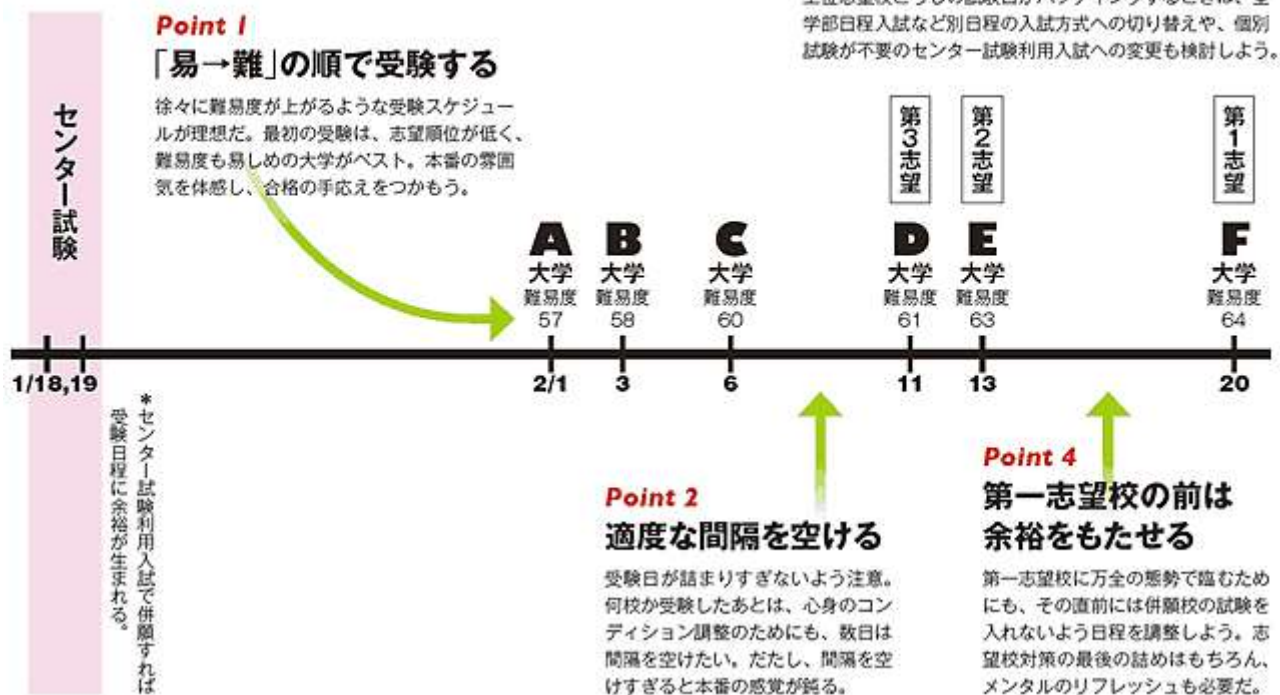 Point 1
「易→難」の順で受験する
徐々に難易度が上がるような受験スケジュー
ルが理想だ。最初の受験は、志望順位が低く、
難易度も易しめの大学がベスト。本番の雰囲
気を体感し、合格の手応えをつかもう。
学部日程入試など別日程の入試方式への切り替えや、個別
試験が不要のセンター試験利用入試への変更も検討しよう。
センター試験
第3志望
第2志望
第1志望
A
大学
難易度
57
B
大学
難易度
58
C
大学
難易度
60
D
大学
難易度
61
E
大学
難易度
63
F
大学
難易度
64
1/18,19
2/1
3
6
11
13
20
*センター試験利用入試で併願すれば
受験日程に余裕が生まれる。
Point 2
適度な間隔を空ける
受験日が詰まりすぎないよう注意。
何校か受験したあとは、心身のコン
ディション調整のためにも、数日は
間隔を空けたい。だたし、間隔を空
けすぎると本番の感覚が鈍る。
Point 4
第一志望校の前は
余裕をもたせる
第一志望校に万全の態勢で臨むため
にも、その直前には併願校の試験を
入れないよう日程を調整しよう。志
望校対策の最後の詰めはもちろん、
メンタルのリフレッシュも必要だ。